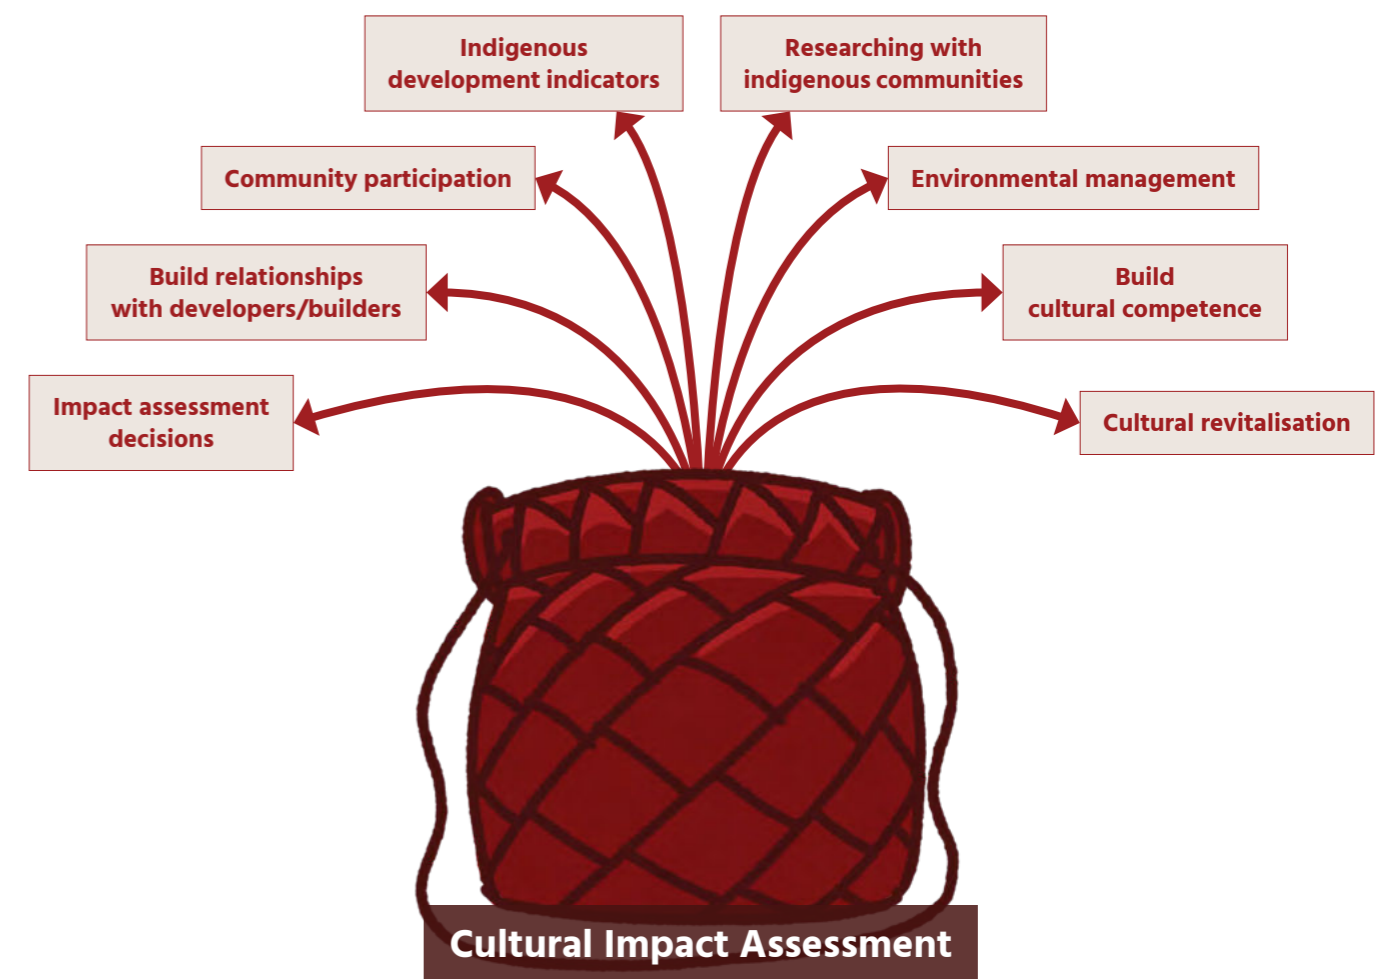 Indigenous
development indicators
Researching with
indigenous communities
Community participation
Environmental management
Build relationships
with developers/builders
Build
cultural competence
Impact assessment
decisions
Cultural revitalisation
Cultural Impact Assessment